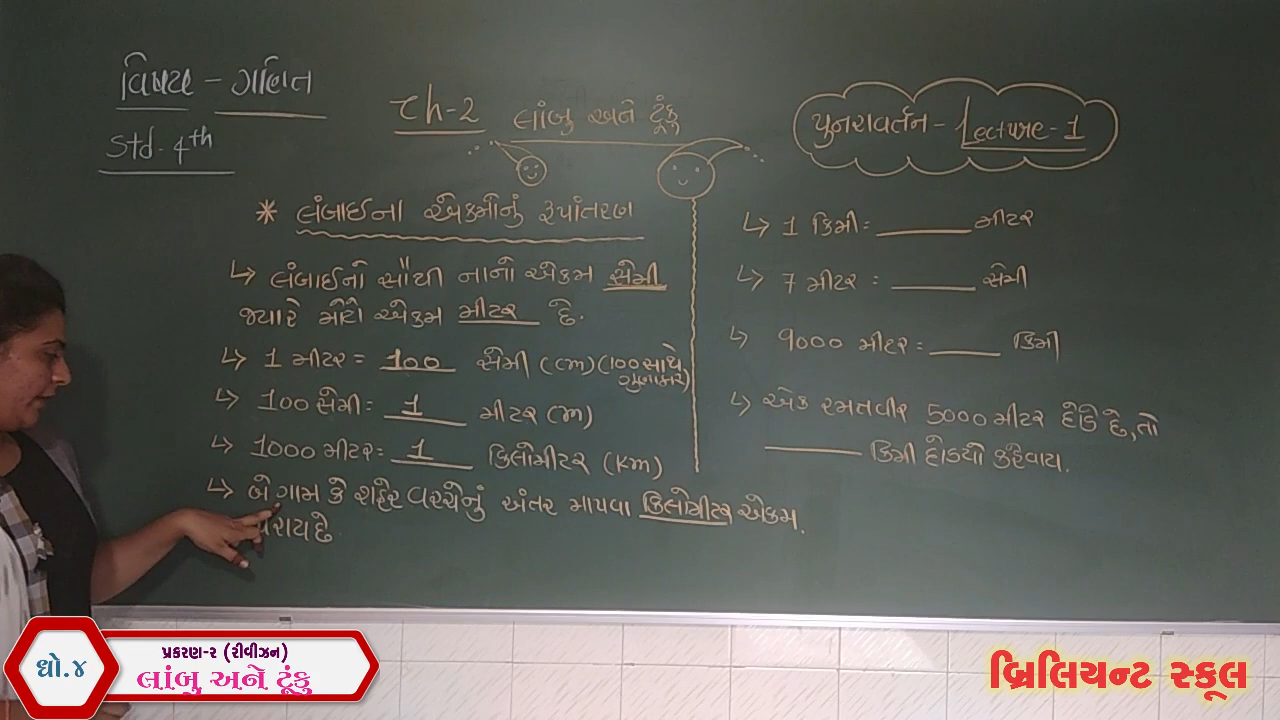 વિષય - ગણિત
Std. 4th
Ch-2 લાંબુ અને ટૂંકુ
પુનરાવર્તન - Lecture - 1
* લંબાઈના એકમોનું રૂપાંતરણ
↳ લંબાઈનો સૌથી નાનો એકમ સેમી
જ્યારે મોટો એકમ મીટર છે.
↳ 1 મીટર = 100 સેમી (cm) (100 સાથે
ગુણાકાર)
↳ 100 સેમી = 1 મીટર (m)
↳ 1000 મીટર = 1 કિલોમીટર (Km)
↳ બે ગામ કે શહેર વચ્ચેનું અંતર માપવા કિલોમીટર એકમ
રાય છે.
↳ 1 કિમી = ______ મીટર
↳ 7 મીટર = ______ સેમી
↳ 9000 મીટર = _____ કિમી
↳ એક રમતવીર 5000 મીટર દોડે છે, તો
______ કિમી દોડ્યો કહેવાય.
ધો.૪
પ્રકરણ-૨ (રીવીઝન)
લાંબુ અને ટૂંકુ
બ્રિલિયન્ટ સ્કૂલ